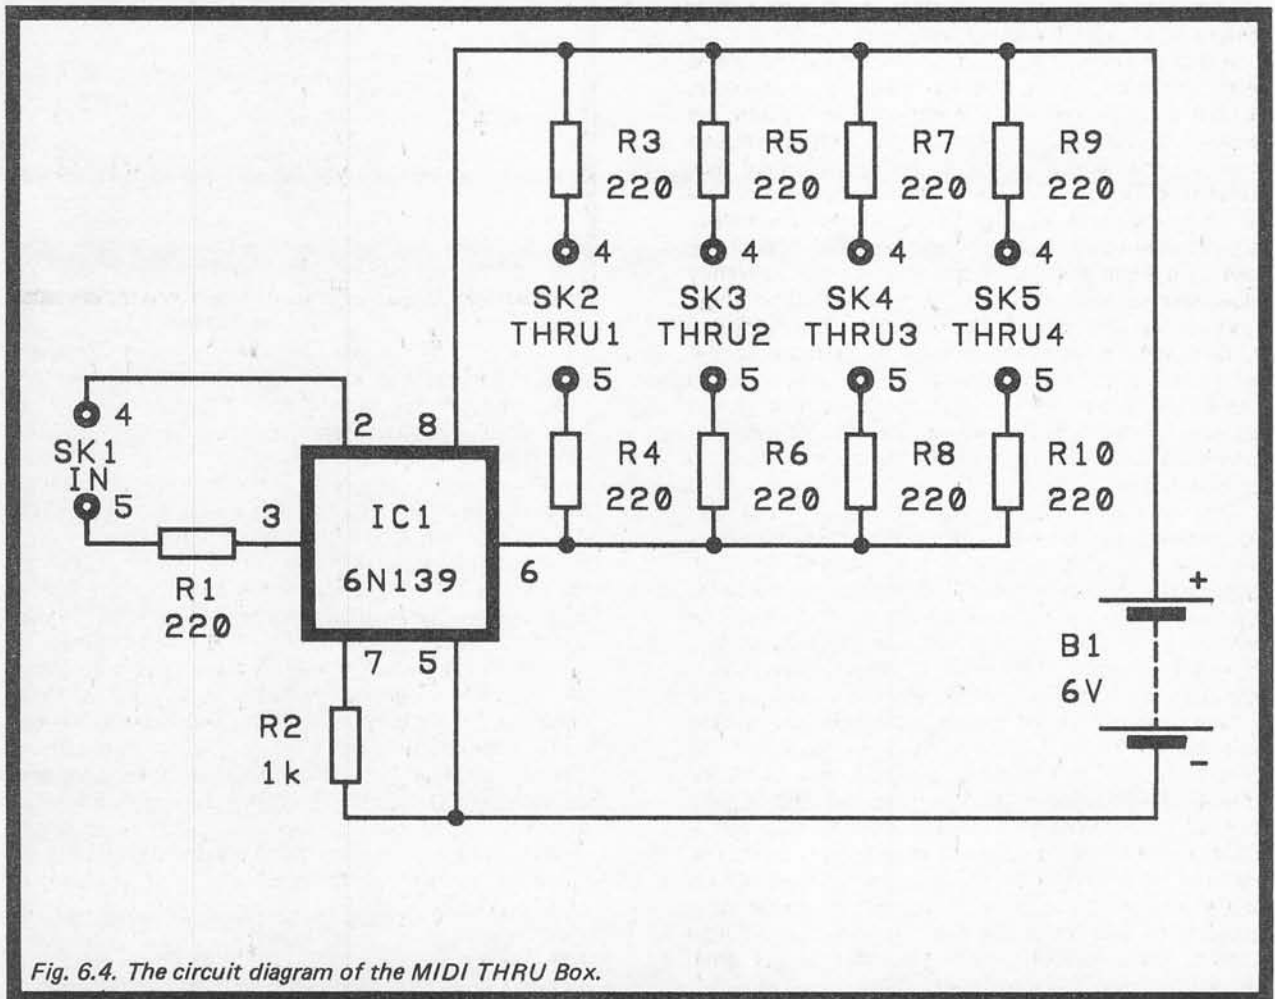 R3
220
R5
220
R7
220
R9
220
4
4
4
4
SK2
THRU1
SK3
THRU2
SK4
THRU3
SK5
THRU4
5
5
5
5
4
SK1
IN
5
2
8
3
IC1
6N139
6
7
5
R1
220
R4
220
R6
220
R8
220
R10
220
R2
1k
+
B1
6V
-
Fig. 6.4. The circuit diagram of the MIDI THRU Box.